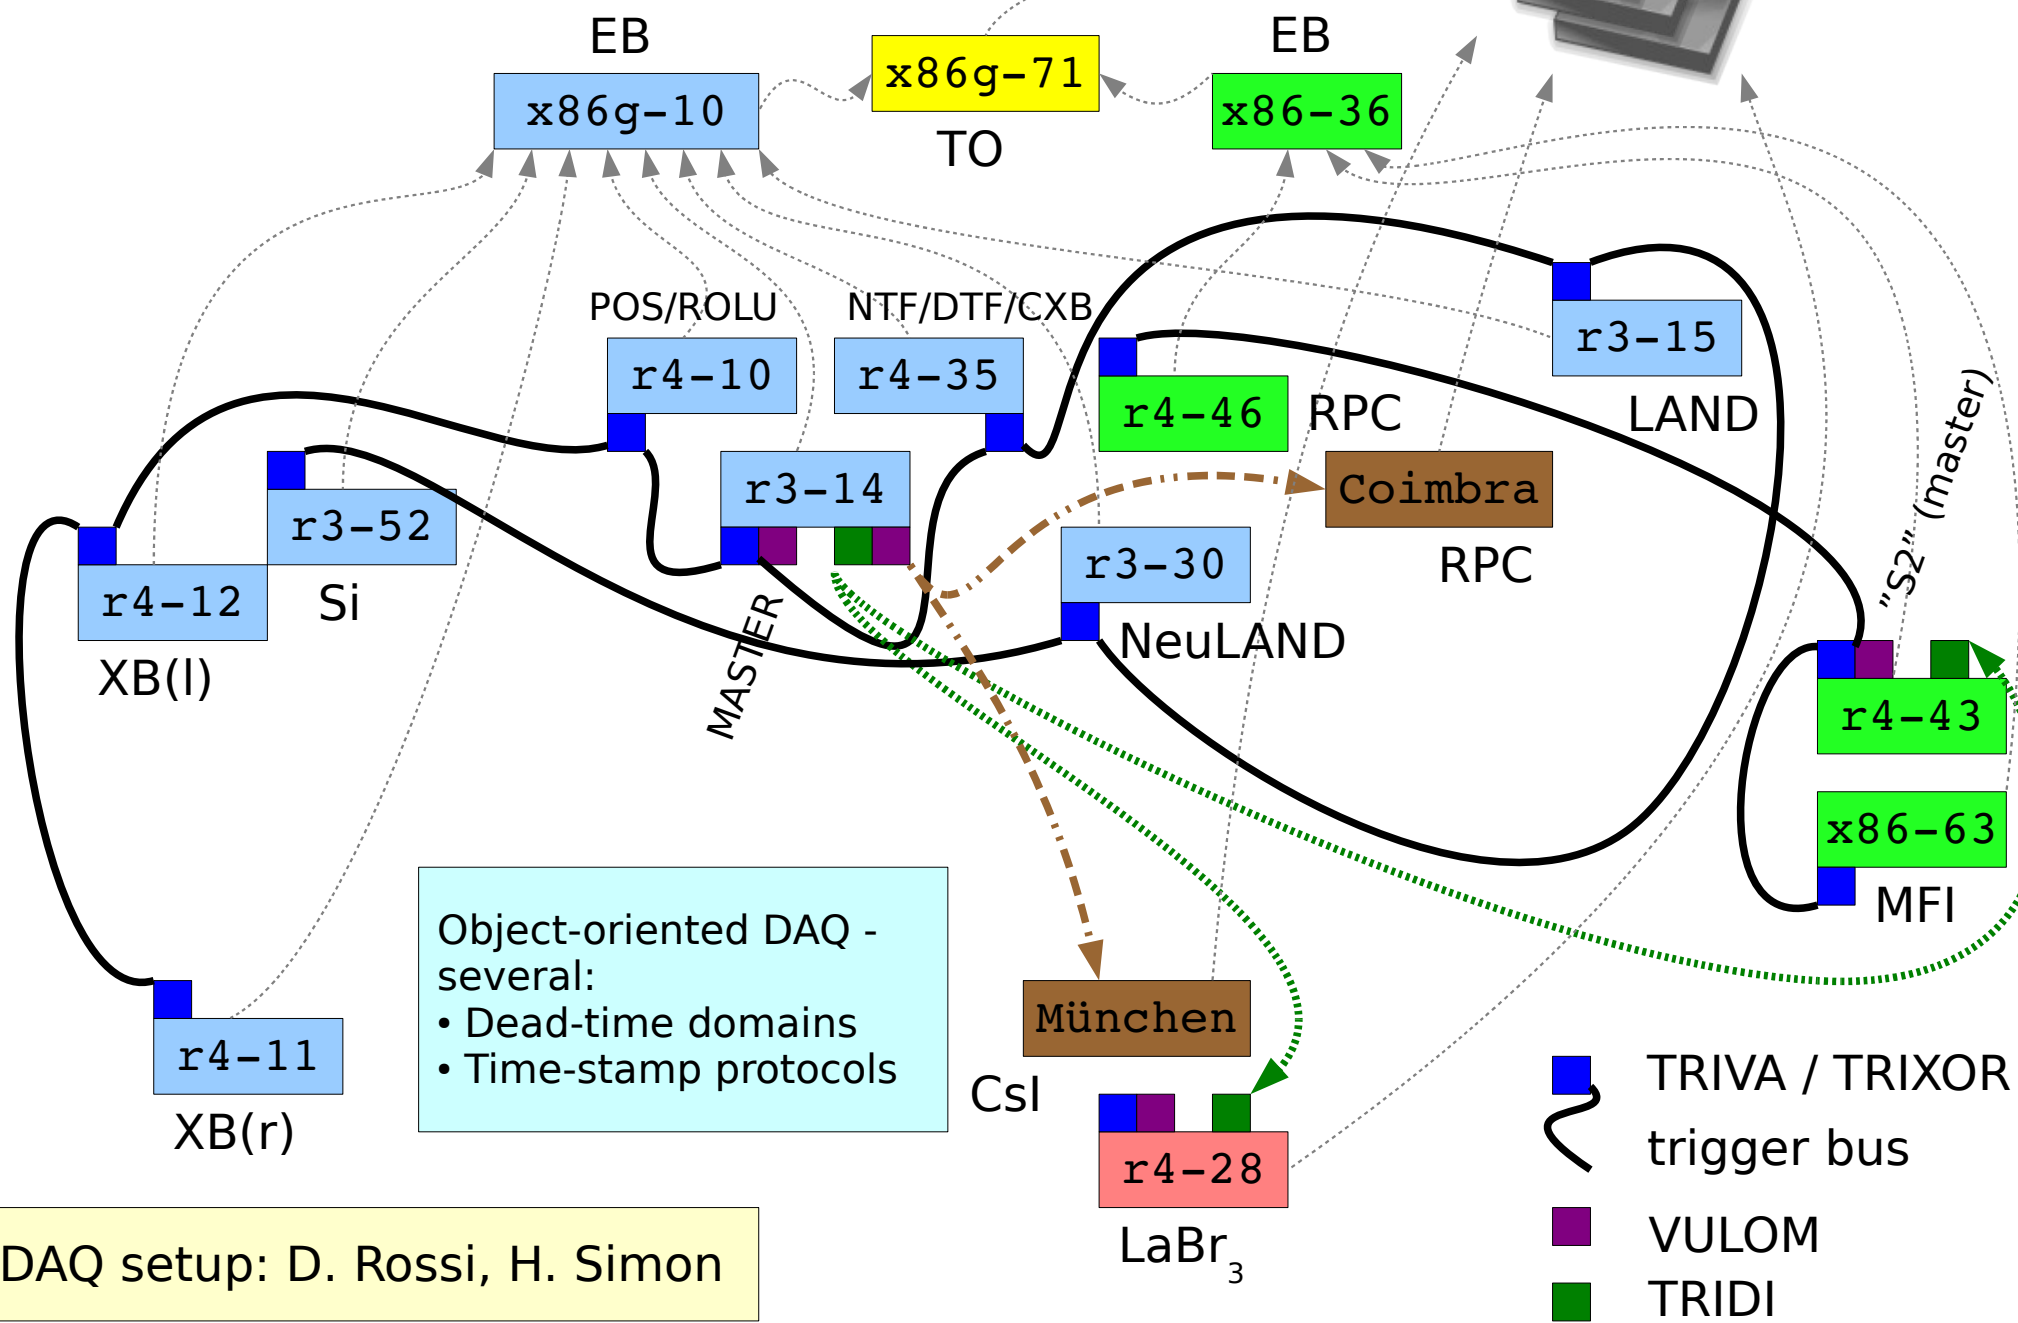 EB
EB
x86g-71
x86g-10
x86-36
TO
POS/ROLU
NTF/DTF/CXB
r3-15
r4-10
r4-35
r4-46
RPC
LAND
r3-14
Coimbra
r3-52
"S2" (master)
r3-30
RPC
r4-12
Si
NeuLAND
MASTER
XB(l)
r4-43
x86-63
MFI
Object-oriented DAQ -
several:
• Dead-time domains
• Time-stamp protocols
München
r4-11
CsI
TRIVA / TRIXOR
XB(r)
trigger bus
r4-28
LaBr3
VULOM
DAQ setup: D. Rossi, H. Simon
TRIDI